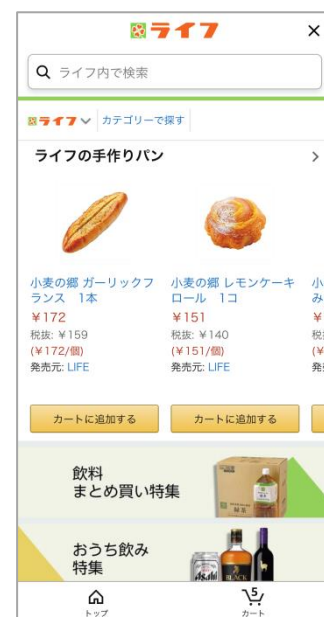 ライフ
ライフ内で検索
ライフ カテゴリーで探す
ライフの手作りパン
小麦の郷 ガーリックフランス 1本
¥172
税抜: ¥159
(¥172/個)
発売元: LIFE
カートに追加する
小麦の郷 レモンケーキロール 1コ
¥151
税抜: ¥140
(¥151/個)
発売元: LIFE
カートに追加する
飲料
まとめ買い特集
緑茶
おうち飲み
特集
Asahi
BLACK
トップ
5
カート